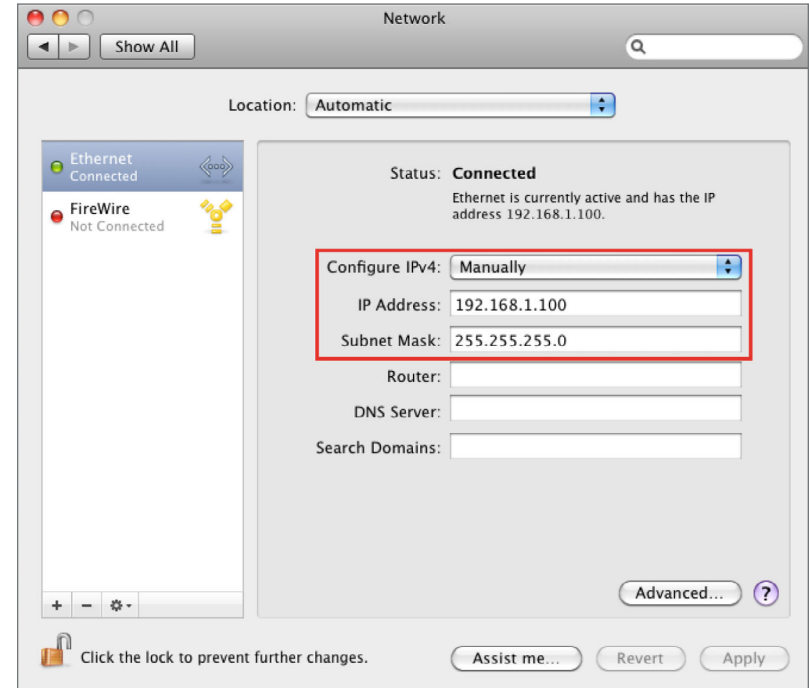 Network
Show All
Location: Automatic
Ethernet
Connected
FireWire
Not Connected
Status: Connected
Ethernet is currently active and has the IP
address 192.168.1.100.
Configure IPv4: Manually
IP Address: 192.168.1.100
Subnet Mask: 255.255.255.0
Router:
DNS Server:
Search Domains:
Advanced... ?
+ −
Click the lock to prevent further changes.
Assist me... Revert Apply